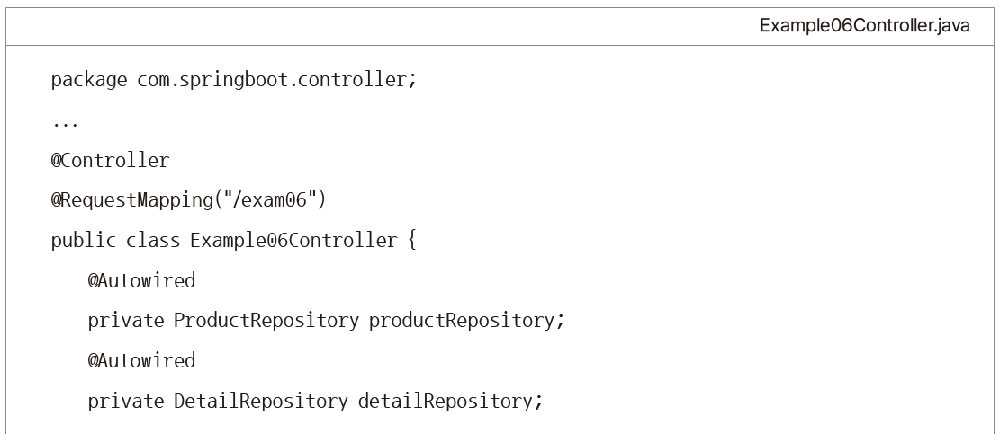 Example06Controller.java
package com.springboot.controller;
...
@Controller
@RequestMapping("/exam06")
public class Example06Controller {
@Autowired
private ProductRepository productRepository;
@Autowired
private DetailRepository detailRepository;